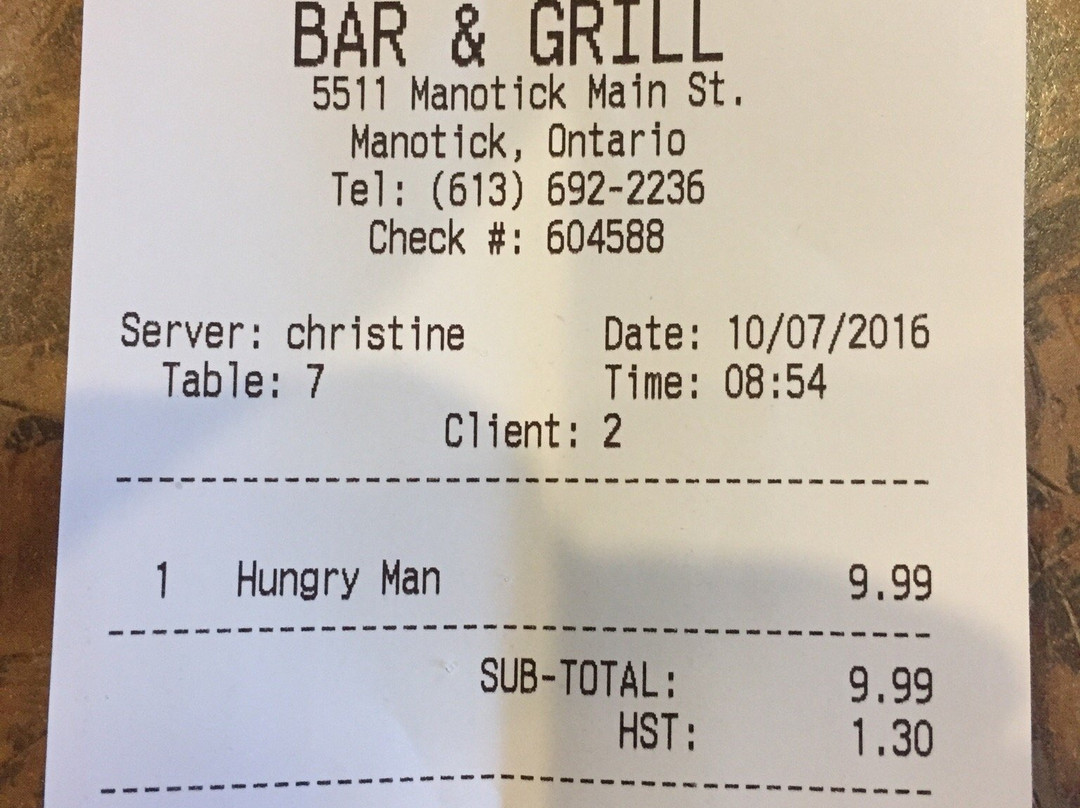 BAR & GRILL
5511 Manotick Main St.
Manotick, Ontario
Tel: (613) 692-2236
Check #: 604588
Server: christine Date: 10/07/2016
Table: 7 Time: 08:54
Client: 2
1 Hungry Man 9.99
SUB-TOTAL: 9.99
HST: 1.30